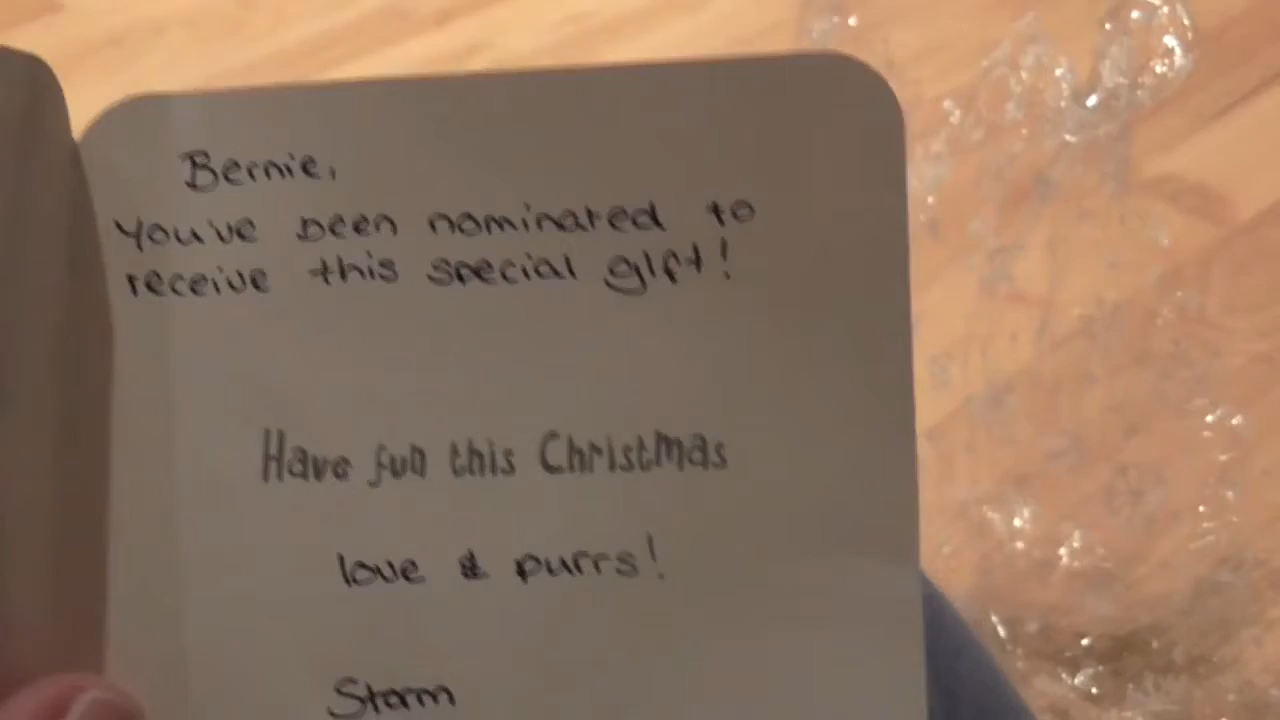 Bernie,
You've been nominated to
receive this special gift!
Have fun this Christmas
love & purrs!
Storm